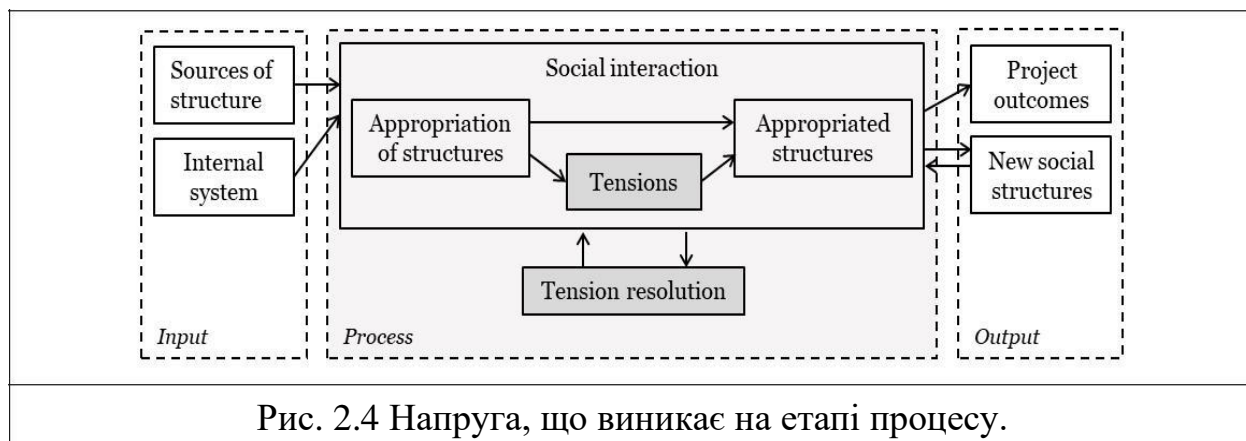 Sources of
structure
Internal
system
Input
Social interaction
Appropriation
of structures
Tensions
Appropriated
structures
Tension resolution
Process
Project
outcomes
New social
structures
Output
Рис. 2.4 Напруга, що виникає на етапі процесу.